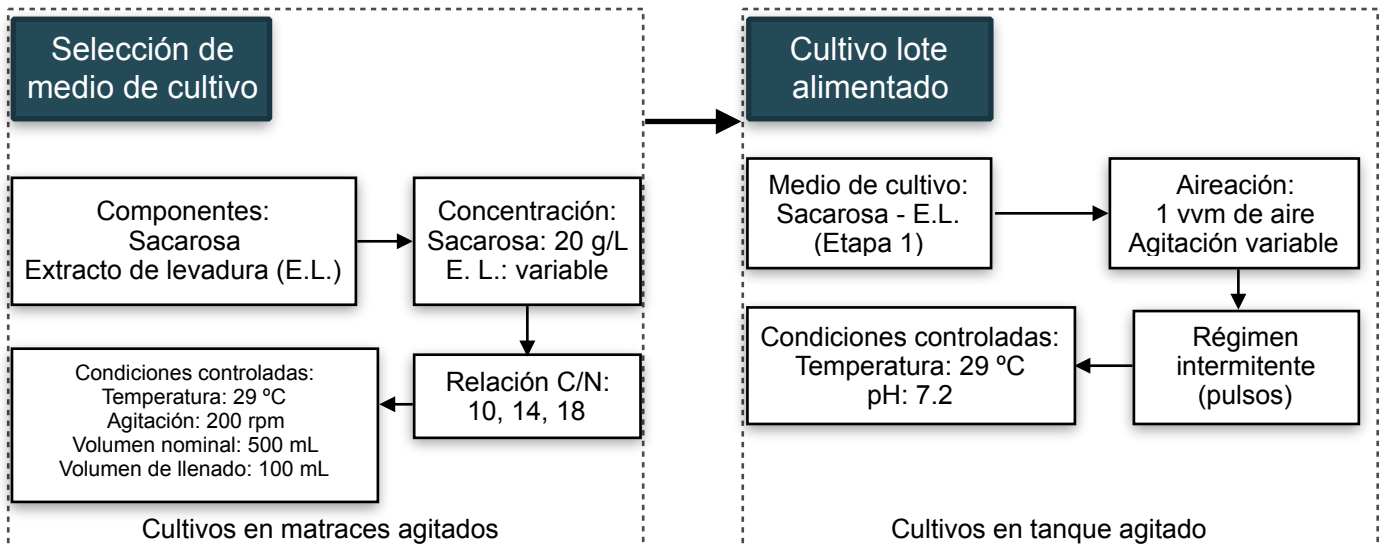 Selección de
medio de cultivo
Componentes:
Sacarosa
Extracto de levadura (E.L.)
Concentración:
Sacarosa: 20 g/L
E. L.: variable
Relación C/N:
10, 14, 18
Condiciones controladas:
Temperatura: 29 ºC
Agitación: 200 rpm
Volumen nominal: 500 mL
Volumen de llenado: 100 mL
Cultivos en matraces agitados
Cultivo lote
alimentado
Medio de cultivo:
Sacarosa - E.L.
(Etapa 1)
Aireación:
1 vvm de aire
Agitación variable
Régimen
intermitente
(pulsos)
Condiciones controladas:
Temperatura: 29 ºC
pH: 7.2
Cultivos en tanque agitado